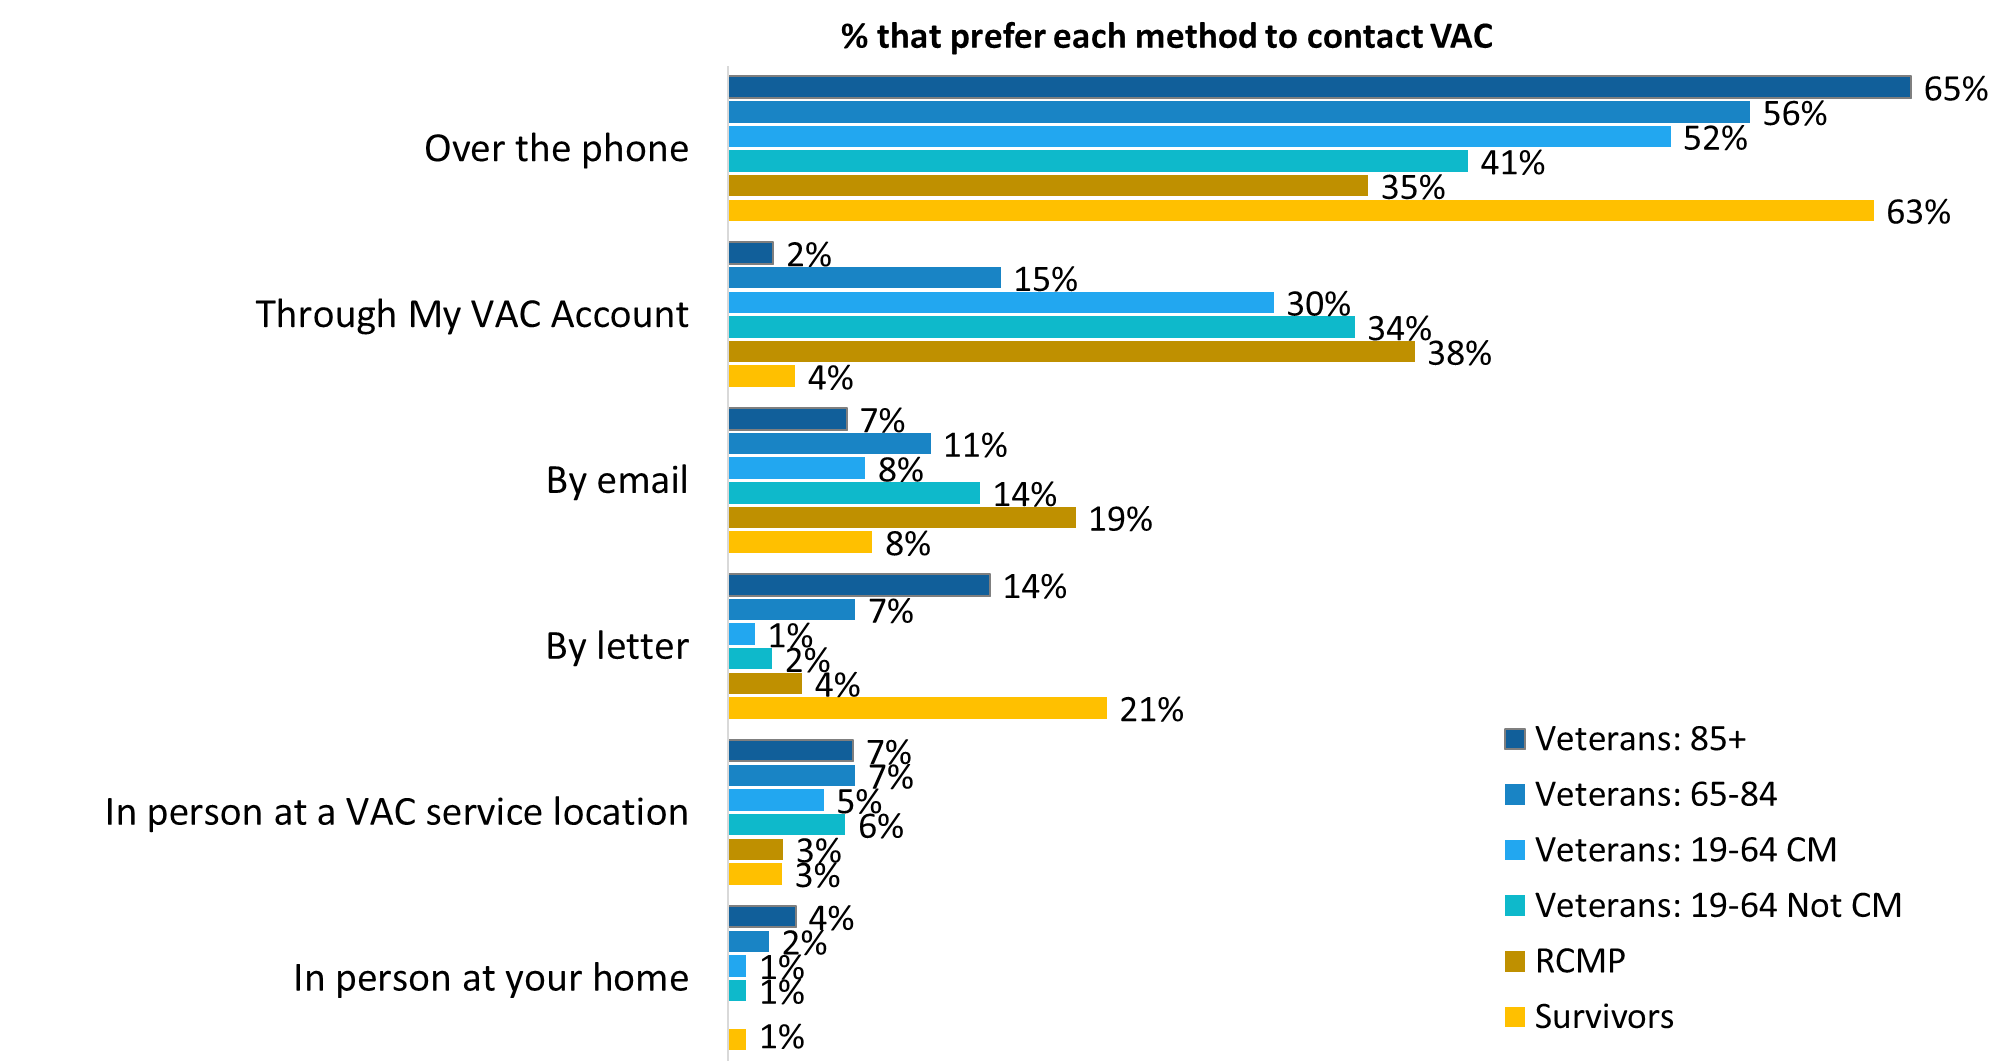 % that prefer each method to contact VAC
Over the phone
65%
56%
52%
41%
35%
63%
Through My VAC Account
2%
15%
30%
34%
38%
4%
By email
7%
11%
8%
14%
19%
8%
By letter
14%
7%
1%
2%
4%
21%
In person at a VAC service location
7%
7%
5%
6%
3%
3%
In person at your home
4%
2%
1%
1%
1%
Veterans: 85+
Veterans: 65-84
Veterans: 19-64 CM
Veterans: 19-64 Not CM
RCMP
Survivors